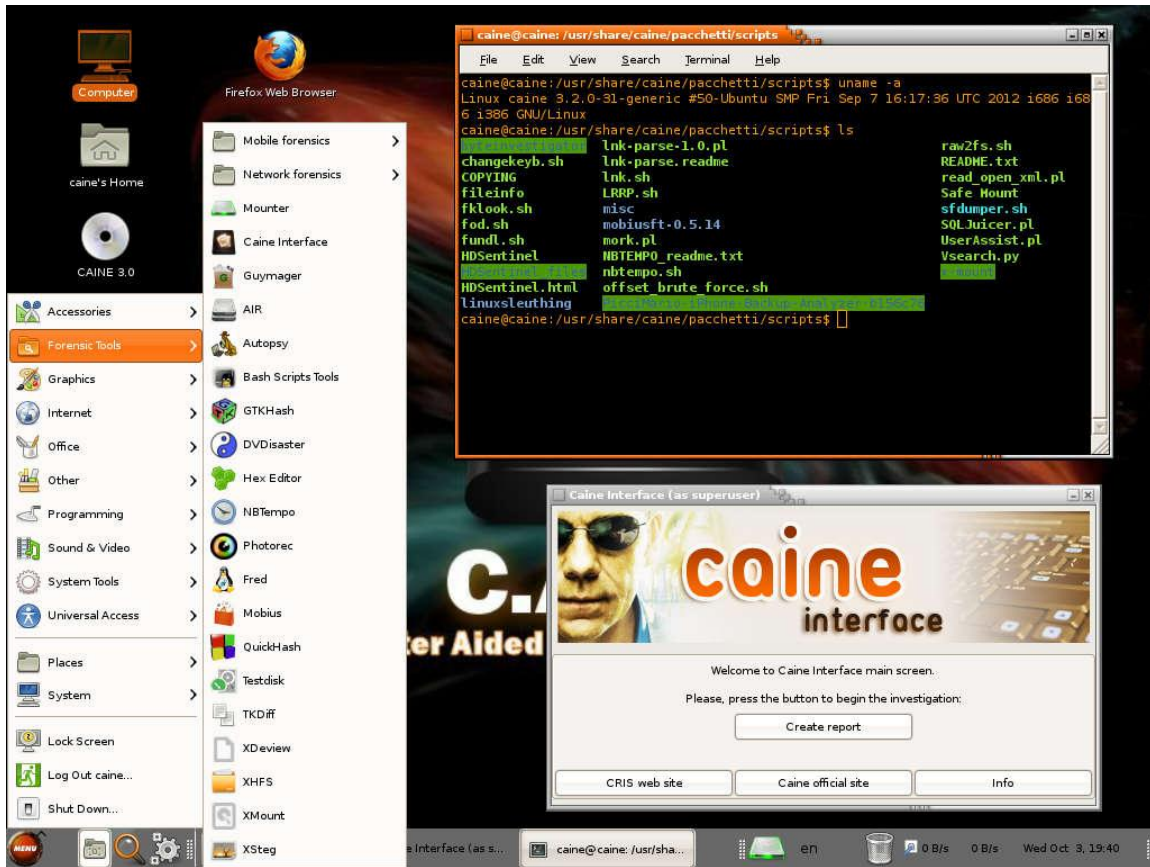 Computer
Firefox Web Browser
caine's Home
CAINE 3.0
Accessories
Forensic Tools
Graphics
Internet
Office
Other
Programming
Sound & Video
System Tools
Universal Access
Places
System
Lock Screen
Log Out caine...
Shut Down...
Mobile forensics
Network forensics
Mounter
Caine Interface
Guymager
AIR
Autopsy
Bash Scripts Tools
GTKHash
DVDisaster
Hex Editor
NBTempo
Photorec
Fred
Mobius
QuickHash
Testdisk
TKDiff
XDeview
XHFS
XMount
XSteg
caine@caine: /usr/share/caine/pacchetti/scripts
File Edit View Search Terminal Help
caine@caine:/usr/share/caine/pacchetti/scripts$ uname -a
Linux caine 3.2.0-31-generic #50-Ubuntu SMP Fri Sep 7 16:17:36 UTC 2012 i686 i68
6 i386 GNU/Linux
caine@caine:/usr/share/caine/pacchetti/scripts$ ls
byteinvestigator lnk-parse-1.0.pl raw2fs.sh
changekeyb.sh lnk-parse.readme README.txt
COPYING lnk.sh read_open_xml.pl
fileinfo LRRP.sh Safe Mount
fklook.sh misc sfdumper.sh
fod.sh mobiusft-0.5.14 SQLJuicer.pl
fundl.sh mork.pl UserAssist.pl
HDSentinel NBTEMPO_readme.txt Vsearch.py
HDSentinel_files nbtempo.sh x-mount
HDSentinel.html offset_brute_force.sh
linuxsleuthing PicciMario-iPhone-Backup-Analyzer-b156c76
caine@caine:/usr/share/caine/pacchetti/scripts$
C.
ter Aided
Caine Interface (as superuser)
caine
interface
Welcome to Caine Interface main screen.
Please, press the button to begin the investigation:
Create report
CRIS web site
Caine official site
Info
MENU
e Interface (as s...
caine@caine: /usr/sha...
en
0 B/s
0 B/s
Wed Oct 3, 19:40